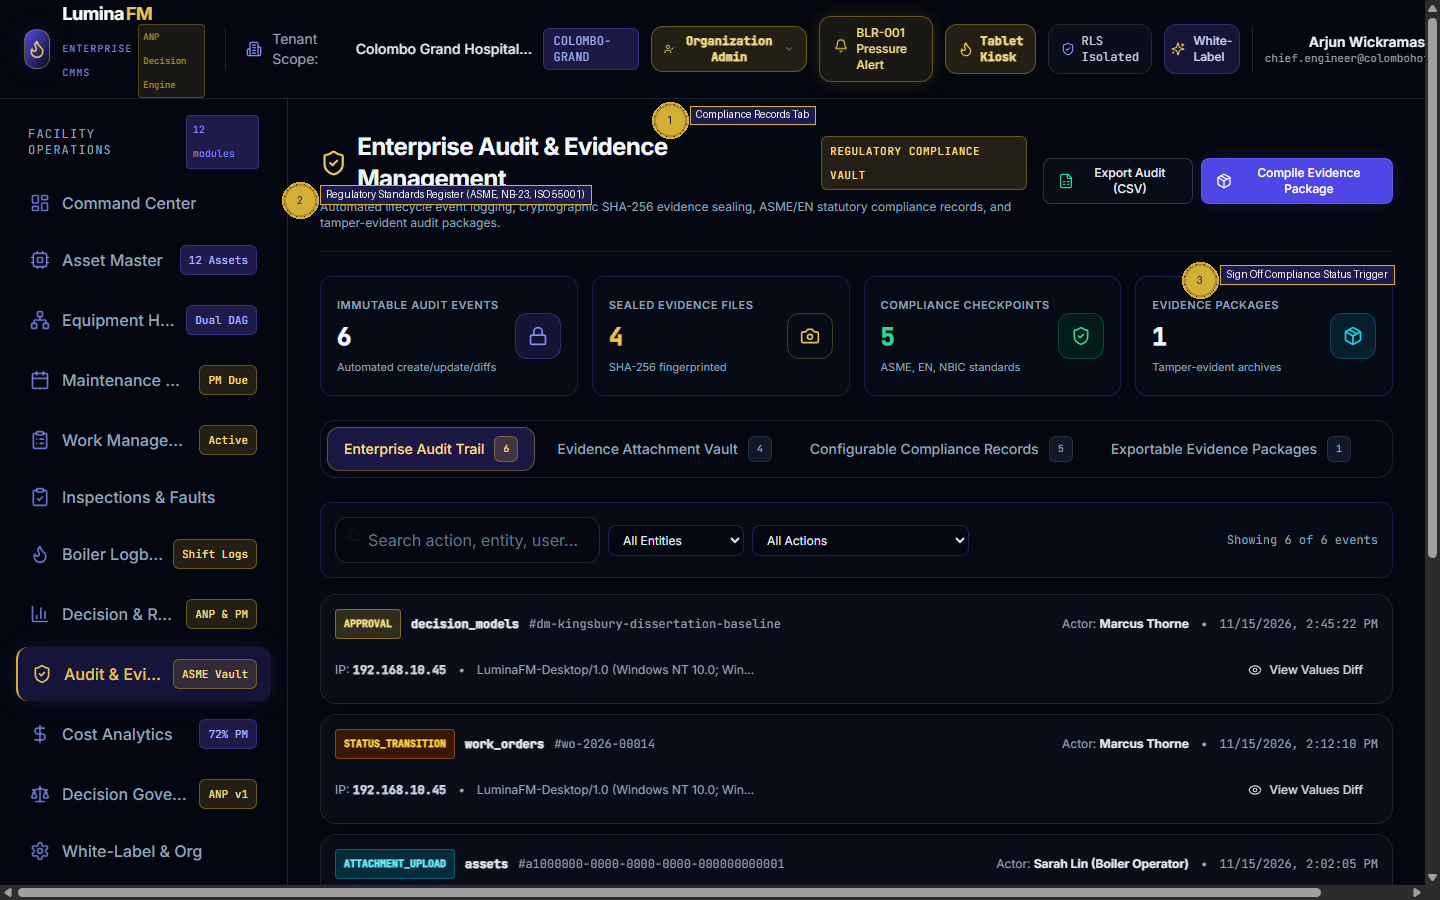 LuminaFM
ENTERPRISE
CMMS
ANP
Decision
Engine
Tenant
Scope:
Colombo Grand Hospital...
COLOMBO-
GRAND
Organization
Admin
BLR-001
Pressure
Alert
Tablet
Kiosk
RLS
Isolated
White-
Label
Arjun Wickramas
chief.engineer@colomboho
FACILITY
OPERATIONS
12
modules
Command Center
Asset Master
12 Assets
Equipment H...
Dual DAG
Maintenance ...
PM Due
Work Manage...
Active
Inspections & Faults
Boiler Logb...
Shift Logs
Decision & R...
ANP & PM
Audit & Evi...
ASME Vault
Cost Analytics
72% PM
Decision Gove...
ANP v1
White-Label & Org
1
Compliance Records Tab
Enterprise Audit & Evidence
Management
REGULATORY COMPLIANCE
VAULT
Export Audit
(CSV)
Compile Evidence
Package
2
Regulatory Standards Register (ASME, NB-23, ISO 55001)
Automated lifecycle event logging, cryptographic SHA-256 evidence sealing, ASME/EN statutory compliance records, and
tamper-evident audit packages.
3
Sign Off Compliance Status Trigger
IMMUTABLE AUDIT EVENTS
6
Automated create/update/diffs
SEALED EVIDENCE FILES
4
SHA-256 fingerprinted
COMPLIANCE CHECKPOINTS
5
ASME, EN, NBIC standards
EVIDENCE PACKAGES
1
Tamper-evident archives
Enterprise Audit Trail 6
Evidence Attachment Vault 4
Configurable Compliance Records 5
Exportable Evidence Packages 1
Search action, entity, user...
All Entities
All Actions
Showing 6 of 6 events
APPROVAL decision_models #dm-kingsbury-dissertation-baseline
Actor: Marcus Thorne • 11/15/2026, 2:45:22 PM
IP: 192.168.10.45 • LuminaFM-Desktop/1.0 (Windows NT 10.0; Win...
View Values Diff
STATUS_TRANSITION work_orders #wo-2026-00014
Actor: Marcus Thorne • 11/15/2026, 2:12:10 PM
IP: 192.168.10.45 • LuminaFM-Desktop/1.0 (Windows NT 10.0; Win...
View Values Diff
ATTACHMENT_UPLOAD assets #a1000000-0000-0000-0000-000000000001
Actor: Sarah Lin (Boiler Operator) • 11/15/2026, 2:02:05 PM